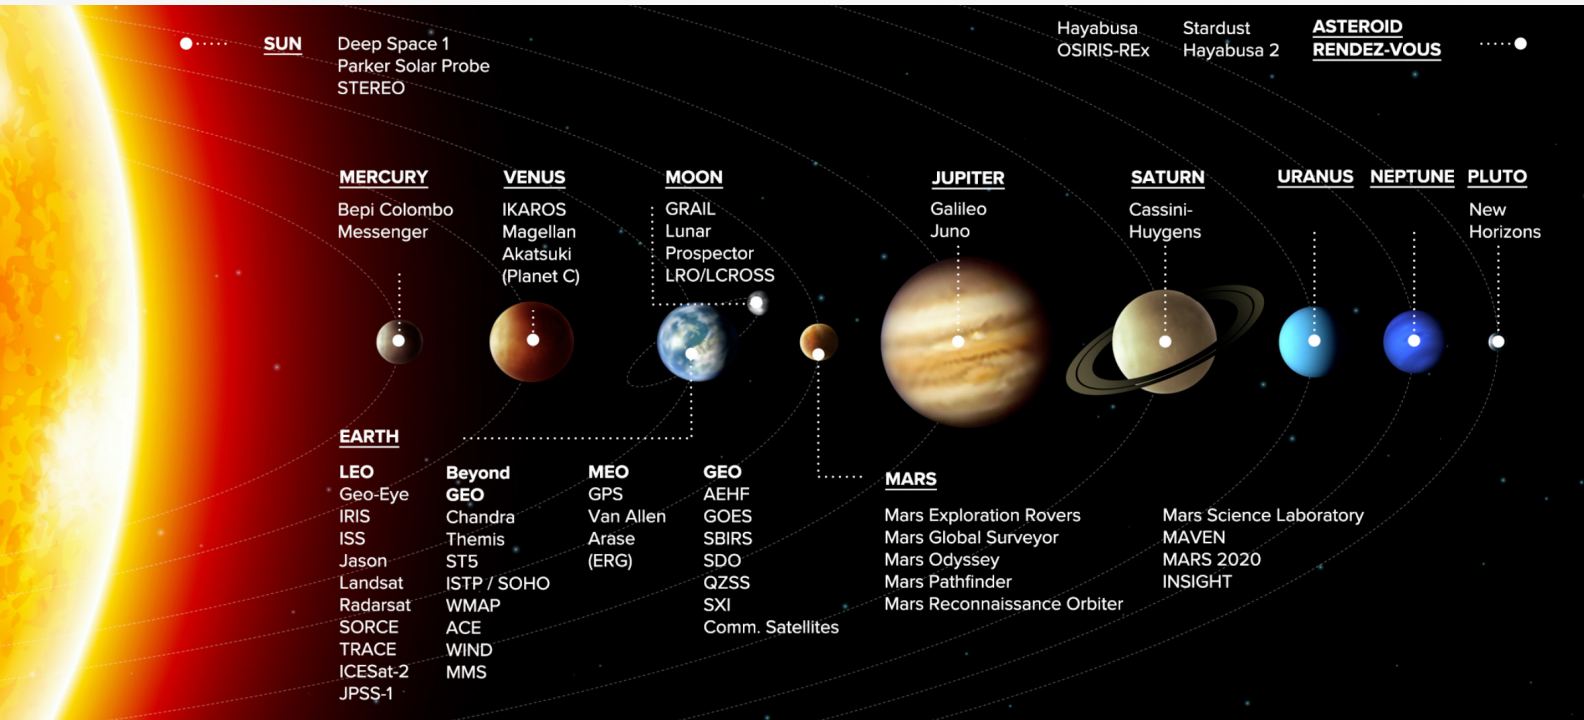 SUN
Deep Space 1
Parker Solar Probe
STEREO
Hayabusa
OSIRIS-REx
Stardust
Hayabusa 2
ASTEROID
RENDEZ-VOUS
MERCURY
Bepi Colombo
Messenger
VENUS
IKAROS
Magellan
Akatsuki
(Planet C)
MOON
GRAIL
Lunar
Prospector
LRO/LCROSS
JUPITER
Galileo
Juno
SATURN
Cassini-
Huygens
URANUS
NEPTUNE
PLUTO
New
Horizons
EARTH
LEO
Geo-Eye
IRIS
ISS
Jason
Landsat
Radarsat
SORCE
TRACE
ICESat-2
JPSS-1
Beyond
GEO
Chandra
Themis
ST5
ISTP / SOHO
WMAP
ACE
WIND
MMS
MEO
GPS
Van Allen
Arase
(ERG)
GEO
AEHF
GOES
SBIRS
SDO
QZSS
SXI
Comm. Satellites
MARS
Mars Exploration Rovers
Mars Global Surveyor
Mars Odyssey
Mars Pathfinder
Mars Reconnaissance Orbiter
Mars Science Laboratory
MAVEN
MARS 2020
INSIGHT